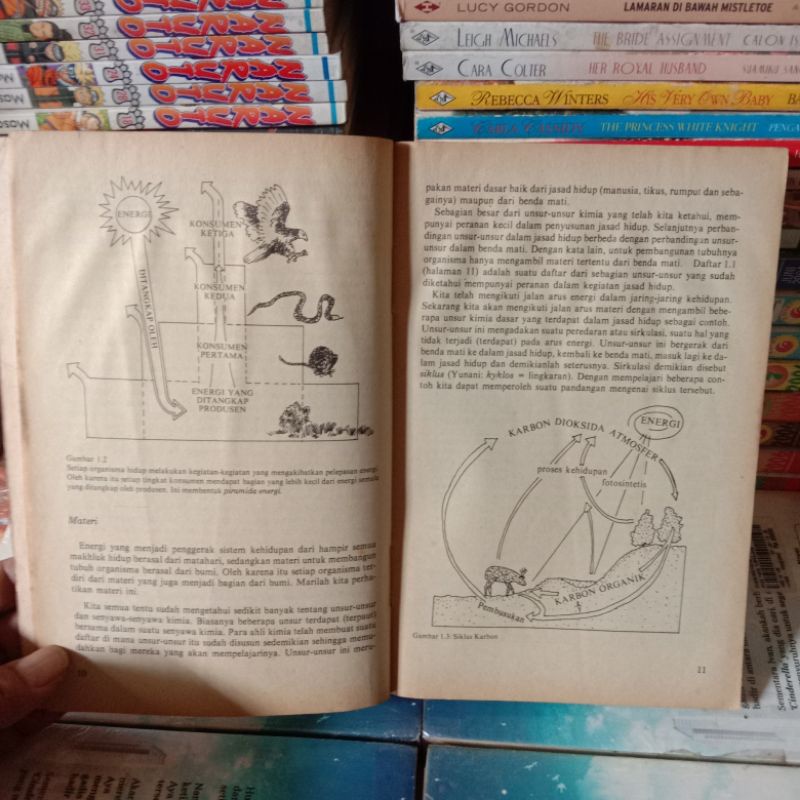 LUCY GORDON LAMARAN DI BAWAH MISTLETOE
LEIGH MICHAELS THE BRIDE ASSIGNMENT CALON
CARA COLTER HER ROYAL HUSBAND
REBECCA WINTERS HIS VERY OWN BABY
THE PRINCESS WHITE KNIGHT
NARUTO
NARUTO
NARUTO
NARUTO
NARUTO
ENERGI
DITANGKAP OLEH
KONSUMEN
KETIGA
KONSUMEN
KEDUA
KONSUMEN
PERTAMA
ENERGI YANG
DITANGKAP
PRODUSEN
Gambar 1.2
Setiap organisma hidup melakukan kegiatan-kegiatan yang mengakibatkan pelepasan energi.
Oleh karena itu setiap tingkat konsumen mendapat bagian yang lebih kecil dari energi semula
yang ditangkap oleh produsen. Ini membentuk piramida energi.
Materi
Energi yang menjadi penggerak sistem kehidupan dari hampir semua
makhluk hidup berasal dari matahari, sedangkan materi untuk membangun
tubuh organisma berasal dari bumi. Oleh karena itu setiap organisma ter-
diri dari materi yang juga menjadi bagian dari bumi. Marilah kita perha-
tikan materi ini.
Kita semua tentu sudah mengetahui sedikit banyak tentang unsur-unsur
dan senyawa-senyawa kimia. Biasanya beberapa unsur terdapat (terpaut)
bersama dalam suatu senyawa kimia. Para ahli kimia telah membuat suatu
daftar di mana unsur-unsur itu sudah disusun sedemikian sehingga memu-
dahkan bagi mereka yang akan mempelajarinya. Unsur-unsur ini meru-
10
pakan materi dasar baik dari jasad hidup (manusia, tikus, rumput dan seba-
gainya) maupun dari benda mati.
Sebagian besar dari unsur-unsur kimia yang telah kita ketahui, mem-
punyai peranan kecil dalam penyusunan jasad hidup. Selanjutnya perban-
dingan unsur-unsur dalam jasad hidup berbeda dengan perbandingan unsur-
unsur dalam benda mati. Dengan kata lain, untuk pembangunan tubuhnya
organisma hanya mengambil materi tertentu dari benda mati. Daftar 1.1
(halaman 11) adalah suatu daftar dari sebagian unsur-unsur yang sudah
diketahui mempunyai peranan dalam kegiatan jasad hidup.
Kita telah mengikuti jalan arus energi dalam jaring-jaring kehidupan.
Sekarang kita akan mengikuti jalan arus materi dengan mengambil bebe-
rapa unsur kimia dasar yang terdapat dalam jasad hidup sebagai contoh.
Unsur-unsur ini mengadakan suatu peredaran atau sirkulasi, suatu hal yang
tidak terjadi (terdapat) pada arus energi. Unsur-unsur ini bergerak dari
benda mati ke dalam jasad hidup, kembali ke benda mati, masuk lagi ke da-
lam jasad hidup dan demikianlah seterusnya. Sirkulasi demikian disebut
siklus (Yunani: kyklos = lingkaran). Dengan mempelajari beberapa con-
toh kita dapat memperoleh suatu pandangan mengenai siklus tersebut.
KARBON DIOKSIDA ATMOSFER
ENERGI
proses kehidupan
fotosintetis
KARBON ORGANIK
Pembusukan
Gambar 1.3 Siklus Karbon
11